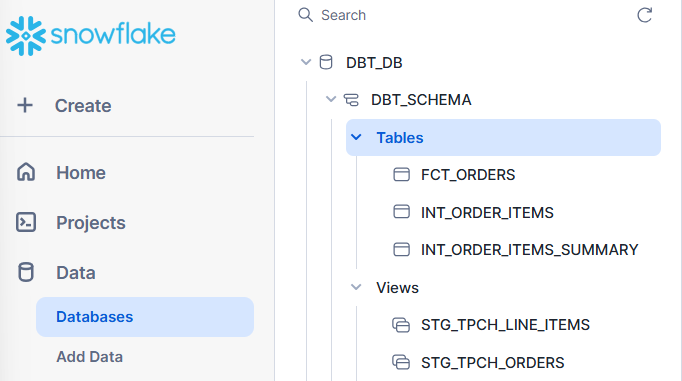 snowflake
Create
Home
Projects
Data
Databases
Add Data
Search
DBT_DB
DBT_SCHEMA
Tables
FCT_ORDERS
INT_ORDER_ITEMS
INT_ORDER_ITEMS_SUMMARY
Views
STG_TPCH_LINE_ITEMS
STG_TPCH_ORDERS